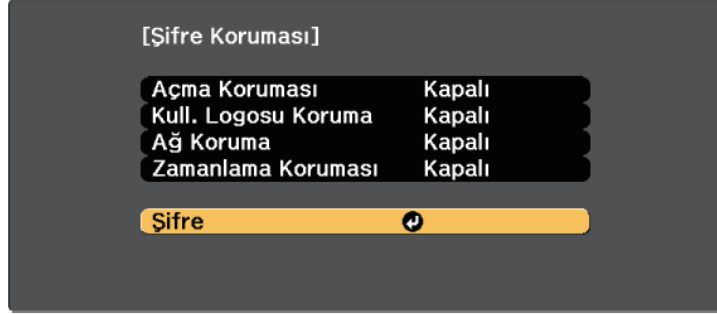 [Şifre Koruması]
Açma Koruması Kapalı
Kull. Logosu Koruma Kapalı
Ağ Koruma Kapalı
Zamanlama Koruması Kapalı
Şifre